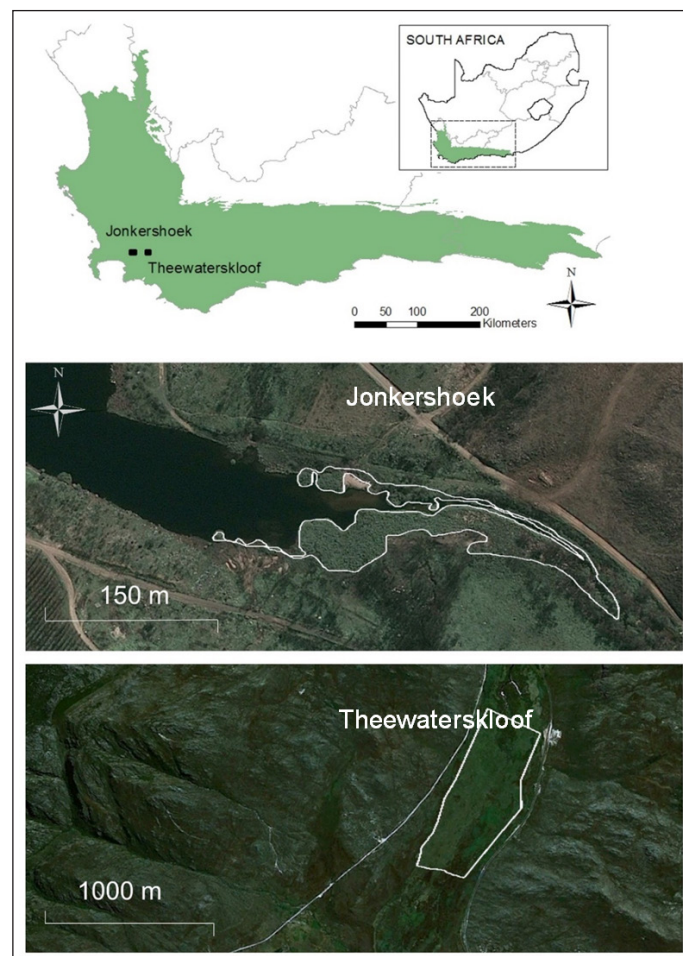 SOUTH AFRICA
Jonkershoek
Theewaterskloof
N
0 50 100 200
Kilometers
N
Jonkershoek
150 m
Theewaterskloof
1000 m